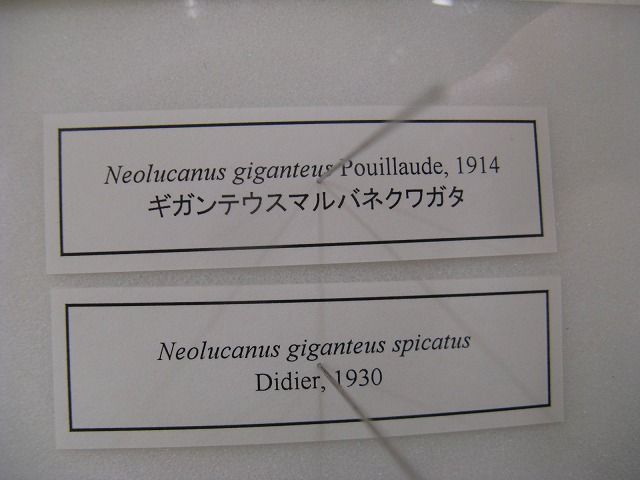 Neolucanus giganteus Pouillaude, 1914
ギガンテウスマルバネクワガタ
Neolucanus giganteus spicatus
Didier, 1930